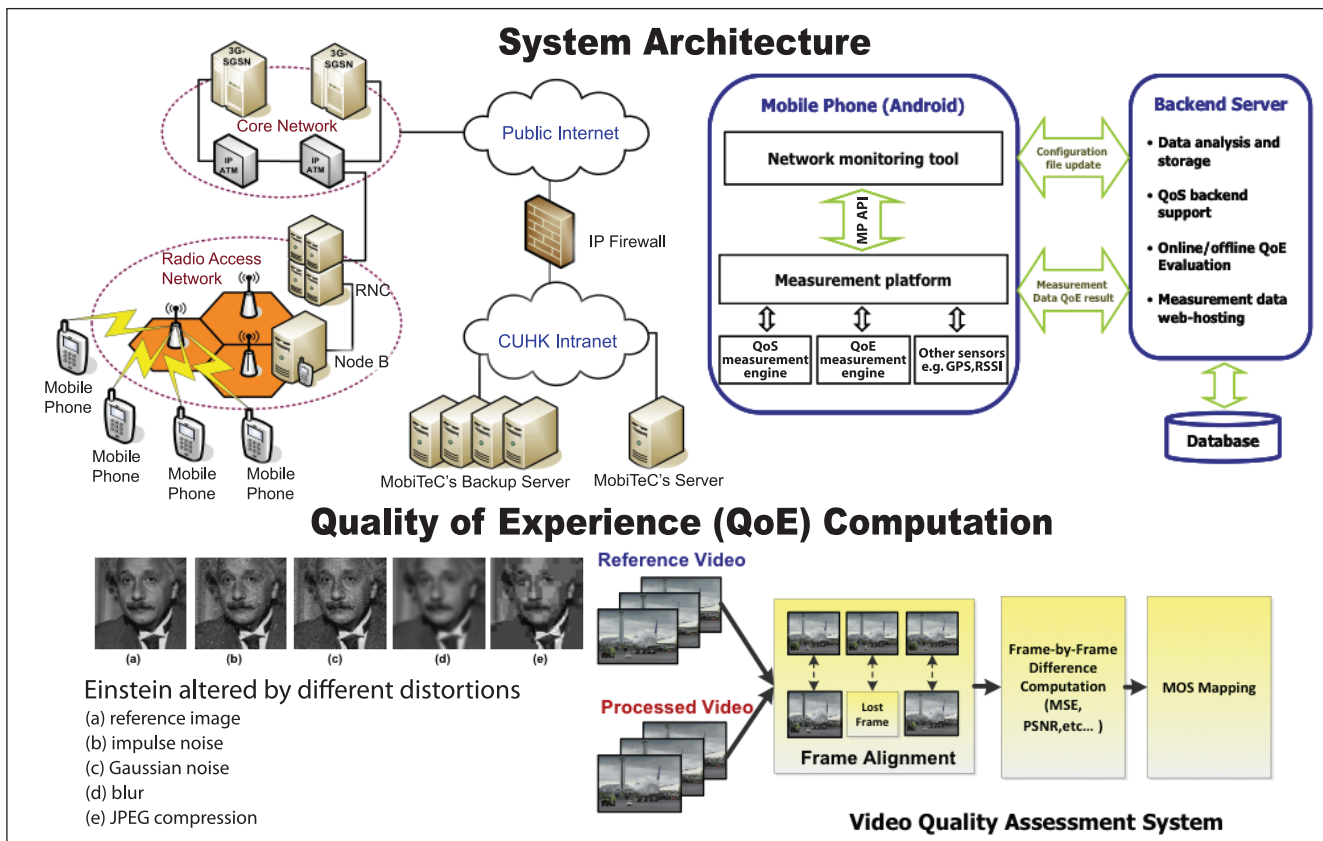 System Architecture
3G-
SGSN
3G-
SGSN
Core Network
IP
ATM
IP
ATM
Radio Access
Network
RNC
Node B
Mobile
Phone
Mobile
Phone
Mobile
Phone
Mobile
Phone
Public Internet
IP Firewall
CUHK Intranet
MobiTeC's Backup Server
MobiTeC's Server
Mobile Phone (Android)
Network monitoring tool
MP API
Measurement platform
QoS
measurement
engine
QoE
measurement
engine
Other sensors
e.g. GPS,RSSI
Configuration
file update
Measurement
Data QoE result
Backend Server
• Data analysis and
storage
• QoS backend
support
• Online/offline QoE
Evaluation
• Measurement data
web-hosting
Database
Quality of Experience (QoE) Computation
(a)
(b)
(c)
(d)
(e)
Einstein altered by different distortions
(a) reference image
(b) impulse noise
(c) Gaussian noise
(d) blur
(e) JPEG compression
Reference Video
Processed Video
Lost
Frame
Frame Alignment
Frame-by-Frame
Difference
Computation
(MSE,
PSNR,etc... )
MOS Mapping
Video Quality Assessment System